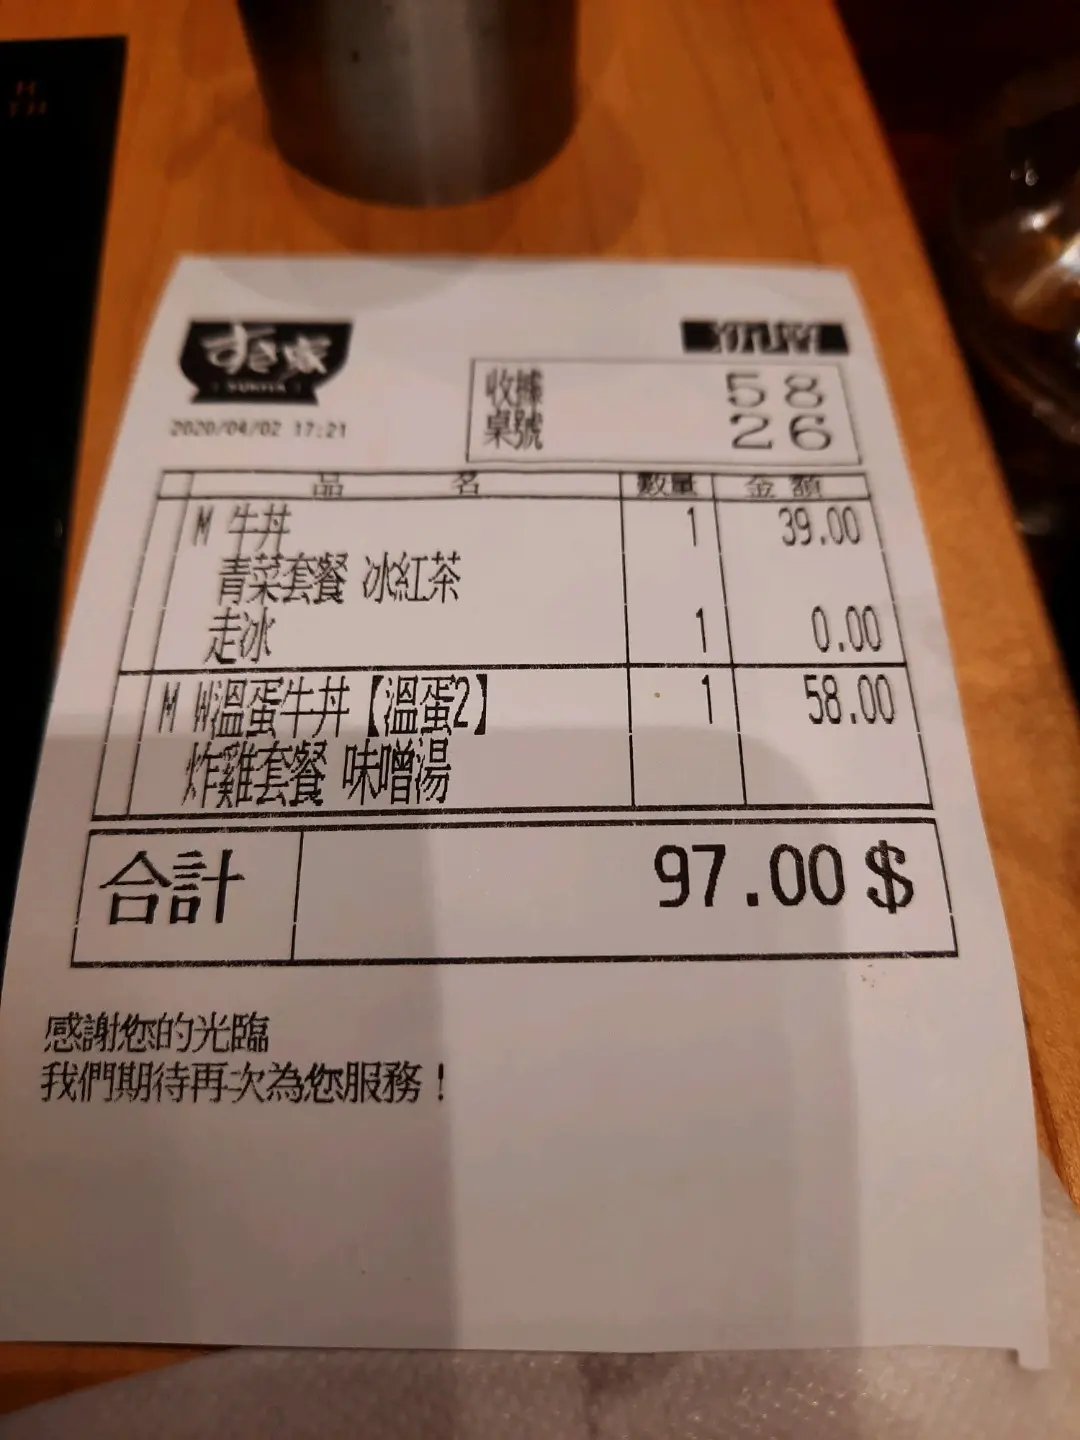 すき家
SUKIYA
收據 58
桌號 26
2020/04/02 17:21
品 名 數量 金額
M 牛丼 1 39.00
青菜套餐 冰紅茶
走冰 1 0.00
M W溫蛋牛丼【溫蛋2】 1 58.00
炸雞套餐 味噌湯
合計 97.00$
感謝您的光臨
我們期待再次為您服務！